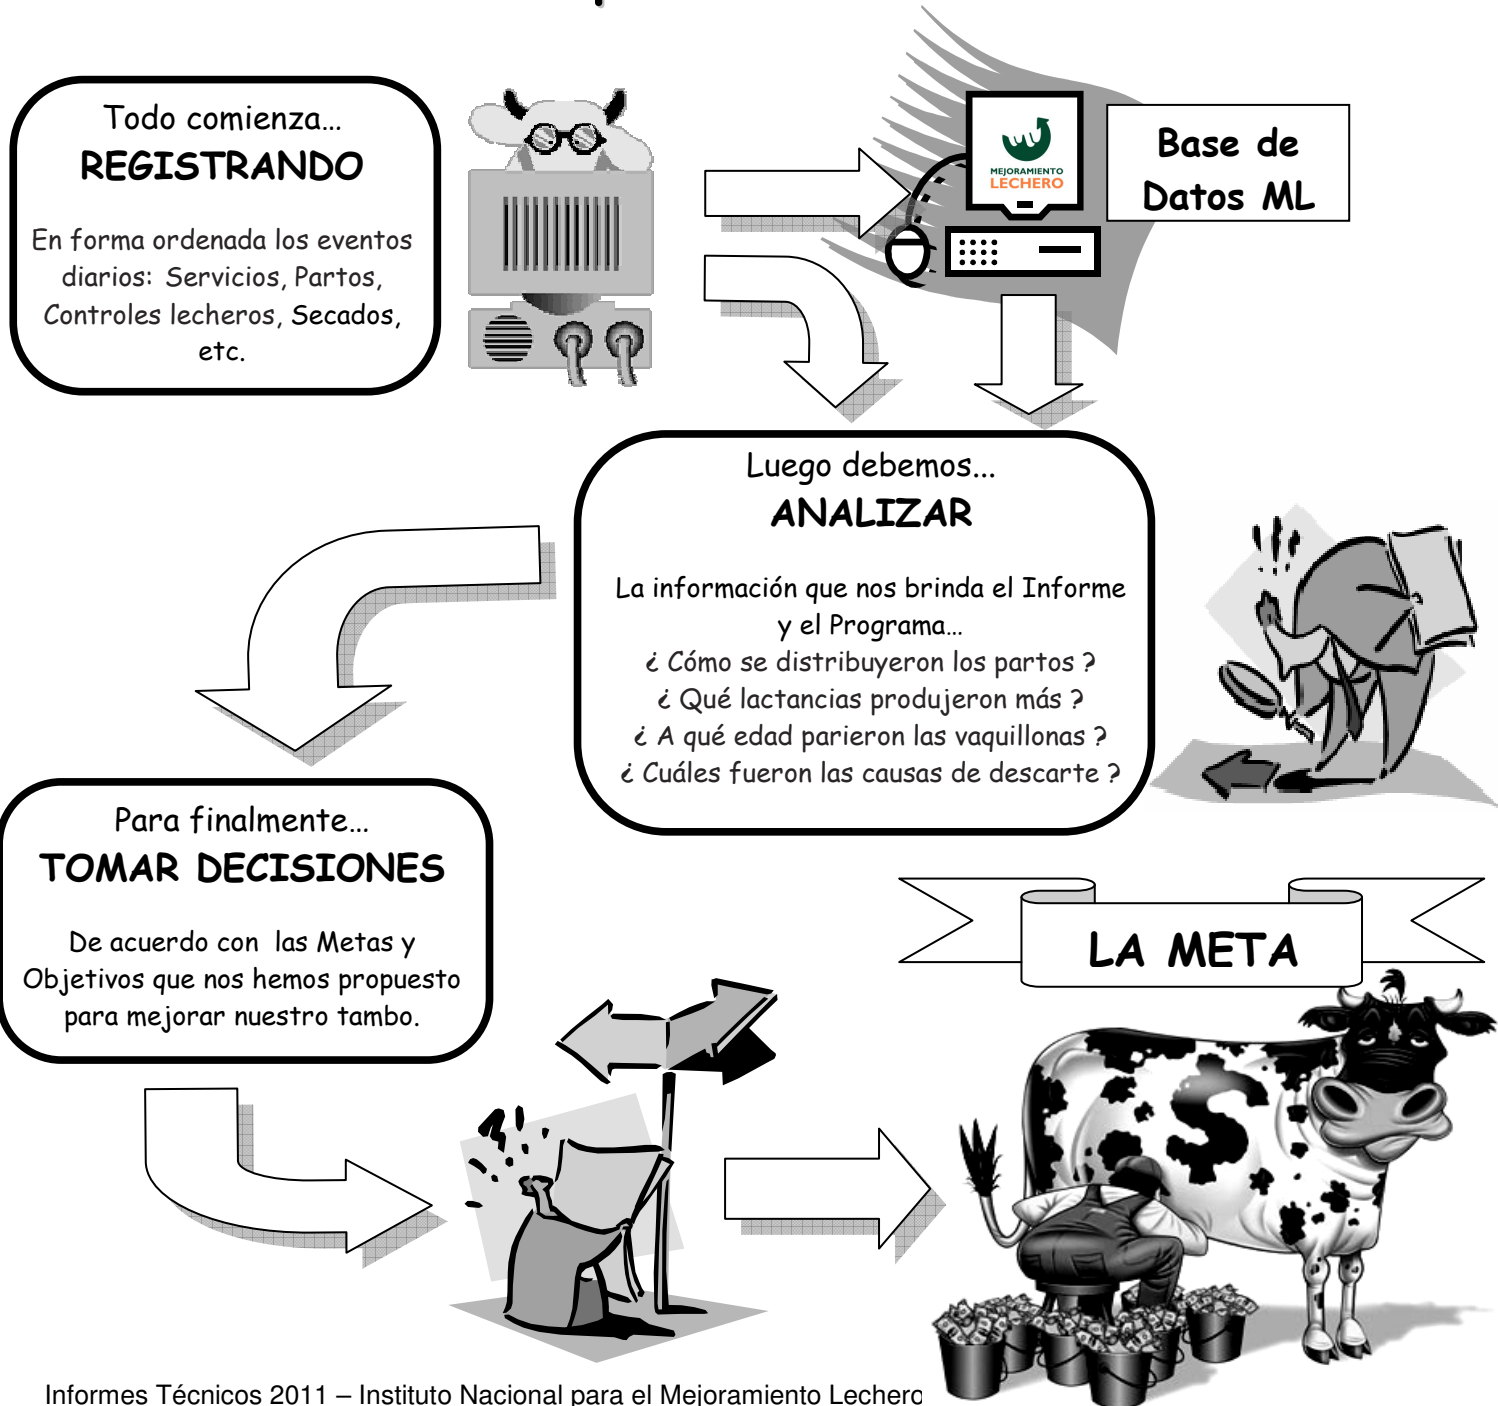 Todo comienza...
REGISTRANDO
En forma ordenada los eventos
diarios: Servicios, Partos,
Controles lecheros, Secados,
etc.
MEJORAMIENTO
LECHERO
Base de
Datos ML
Luego debemos...
ANALIZAR
La información que nos brinda el Informe
y el Programa...
¿ Cómo se distribuyeron los partos ?
¿ Qué lactancias produjeron más ?
¿ A qué edad parieron las vaquillonas ?
¿ Cuáles fueron las causas de descarte ?
Para finalmente...
TOMAR DECISIONES
De acuerdo con las Metas y
Objetivos que nos hemos propuesto
para mejorar nuestro tambo.
LA META
$
Informes Técnicos 2011 – Instituto Nacional para el Mejoramiento Lechero